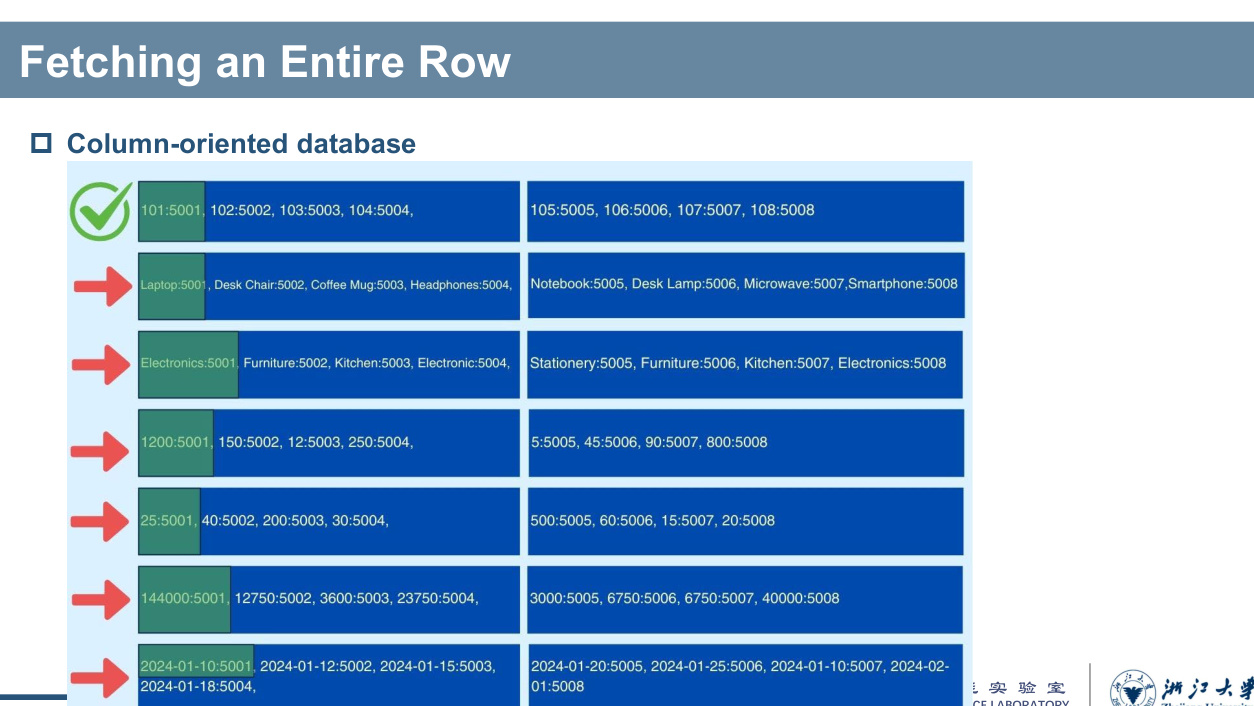 Fetching an Entire Row
Column-oriented database
101:5001, 102:5002, 103:5003, 104:5004,
105:5005, 106:5006, 107:5007, 108:5008
Laptop:5001, Desk Chair:5002, Coffee Mug:5003, Headphones:5004,
Notebook:5005, Desk Lamp:5006, Microwave:5007,Smartphone:5008
Electronics:5001, Furniture:5002, Kitchen:5003, Electronic:5004,
Stationery:5005, Furniture:5006, Kitchen:5007, Electronics:5008
1200:5001, 150:5002, 12:5003, 250:5004,
5:5005, 45:5006, 90:5007, 800:5008
25:5001, 40:5002, 200:5003, 30:5004,
500:5005, 60:5006, 15:5007, 20:5008
144000:5001, 12750:5002, 3600:5003, 23750:5004,
3000:5005, 6750:5006, 6750:5007, 40000:5008
2024-01-10:5001, 2024-01-12:5002, 2024-01-15:5003,
2024-01-18:5004,
2024-01-20:5005, 2024-01-25:5006, 2024-01-10:5007, 2024-02-
01:5008
实验室
LABORATORY
浙江大学